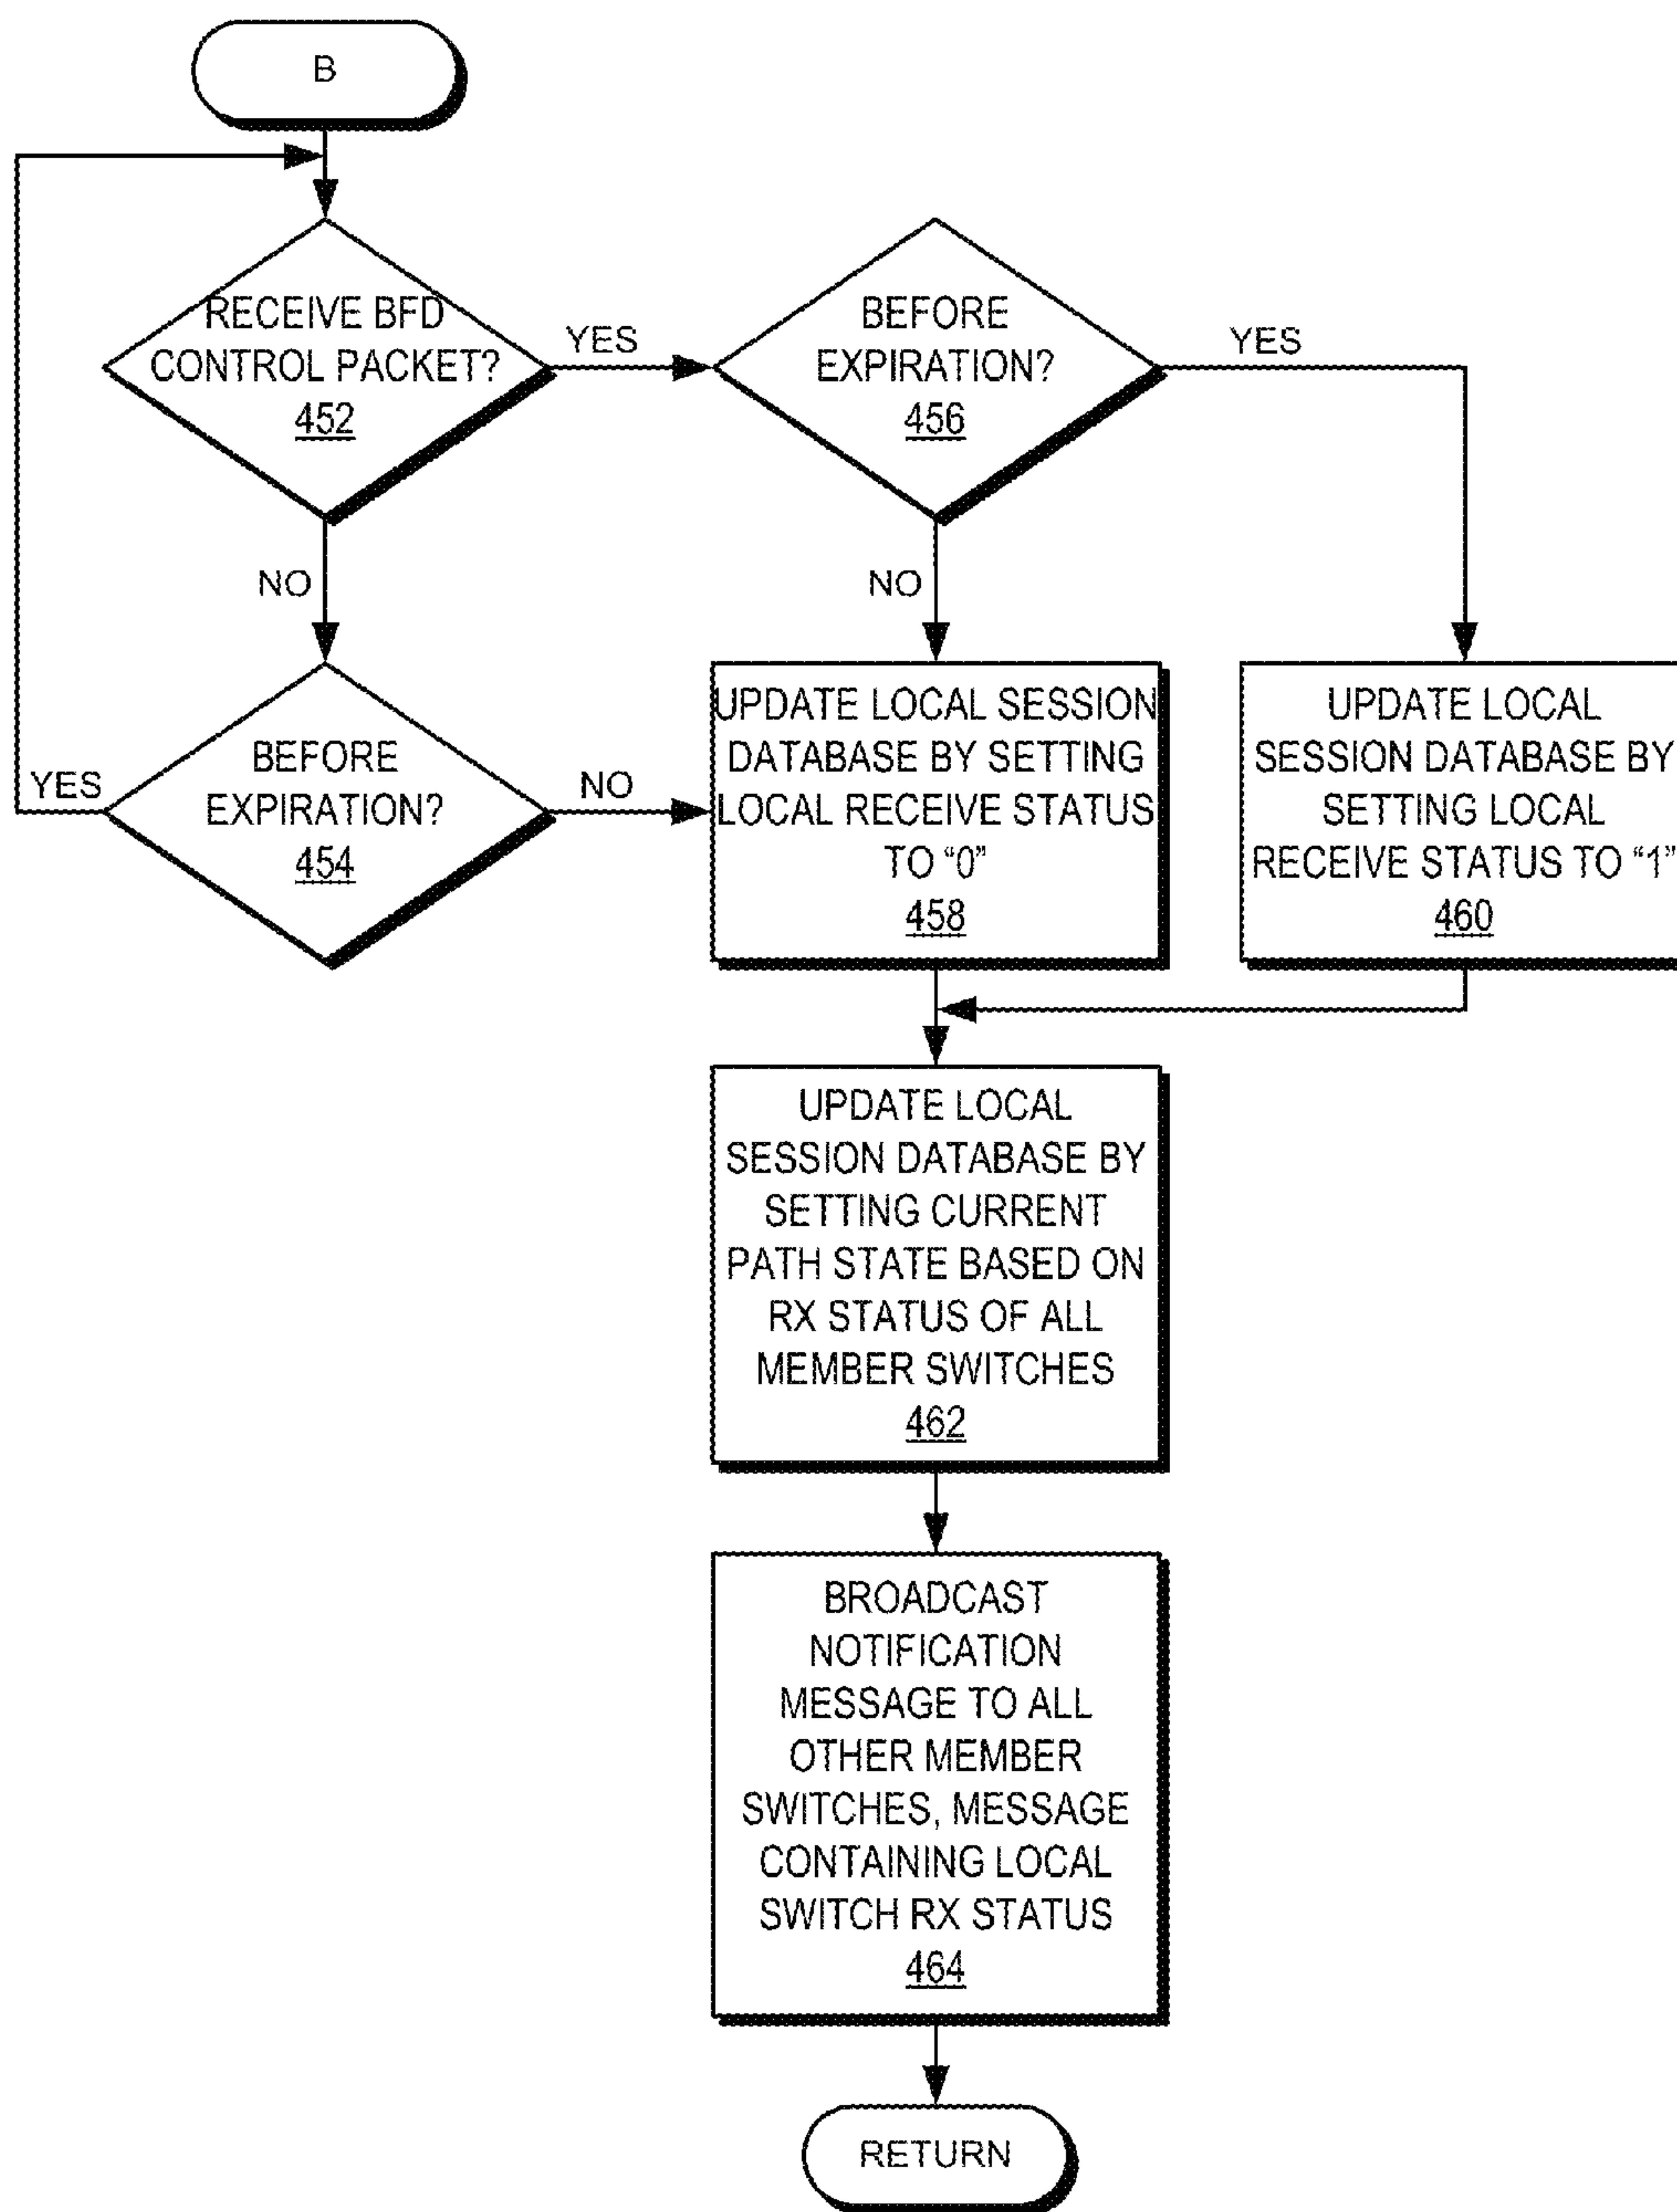 B
RECEIVE BFD
CONTROL PACKET?
452
YES
BEFORE
EXPIRATION?
456
YES
NO
NO
BEFORE
EXPIRATION?
454
YES
NO
UPDATE LOCAL SESSION
DATABASE BY SETTING
LOCAL RECEIVE STATUS
TO “0”
458
UPDATE LOCAL
SESSION DATABASE BY
SETTING LOCAL
RECEIVE STATUS TO “1”
460
UPDATE LOCAL
SESSION DATABASE BY
SETTING CURRENT
PATH STATE BASED ON
RX STATUS OF ALL
MEMBER SWITCHES
462
BROADCAST
NOTIFICATION
MESSAGE TO ALL
OTHER MEMBER
SWITCHES, MESSAGE
CONTAINING LOCAL
SWITCH RX STATUS
464
RETURN